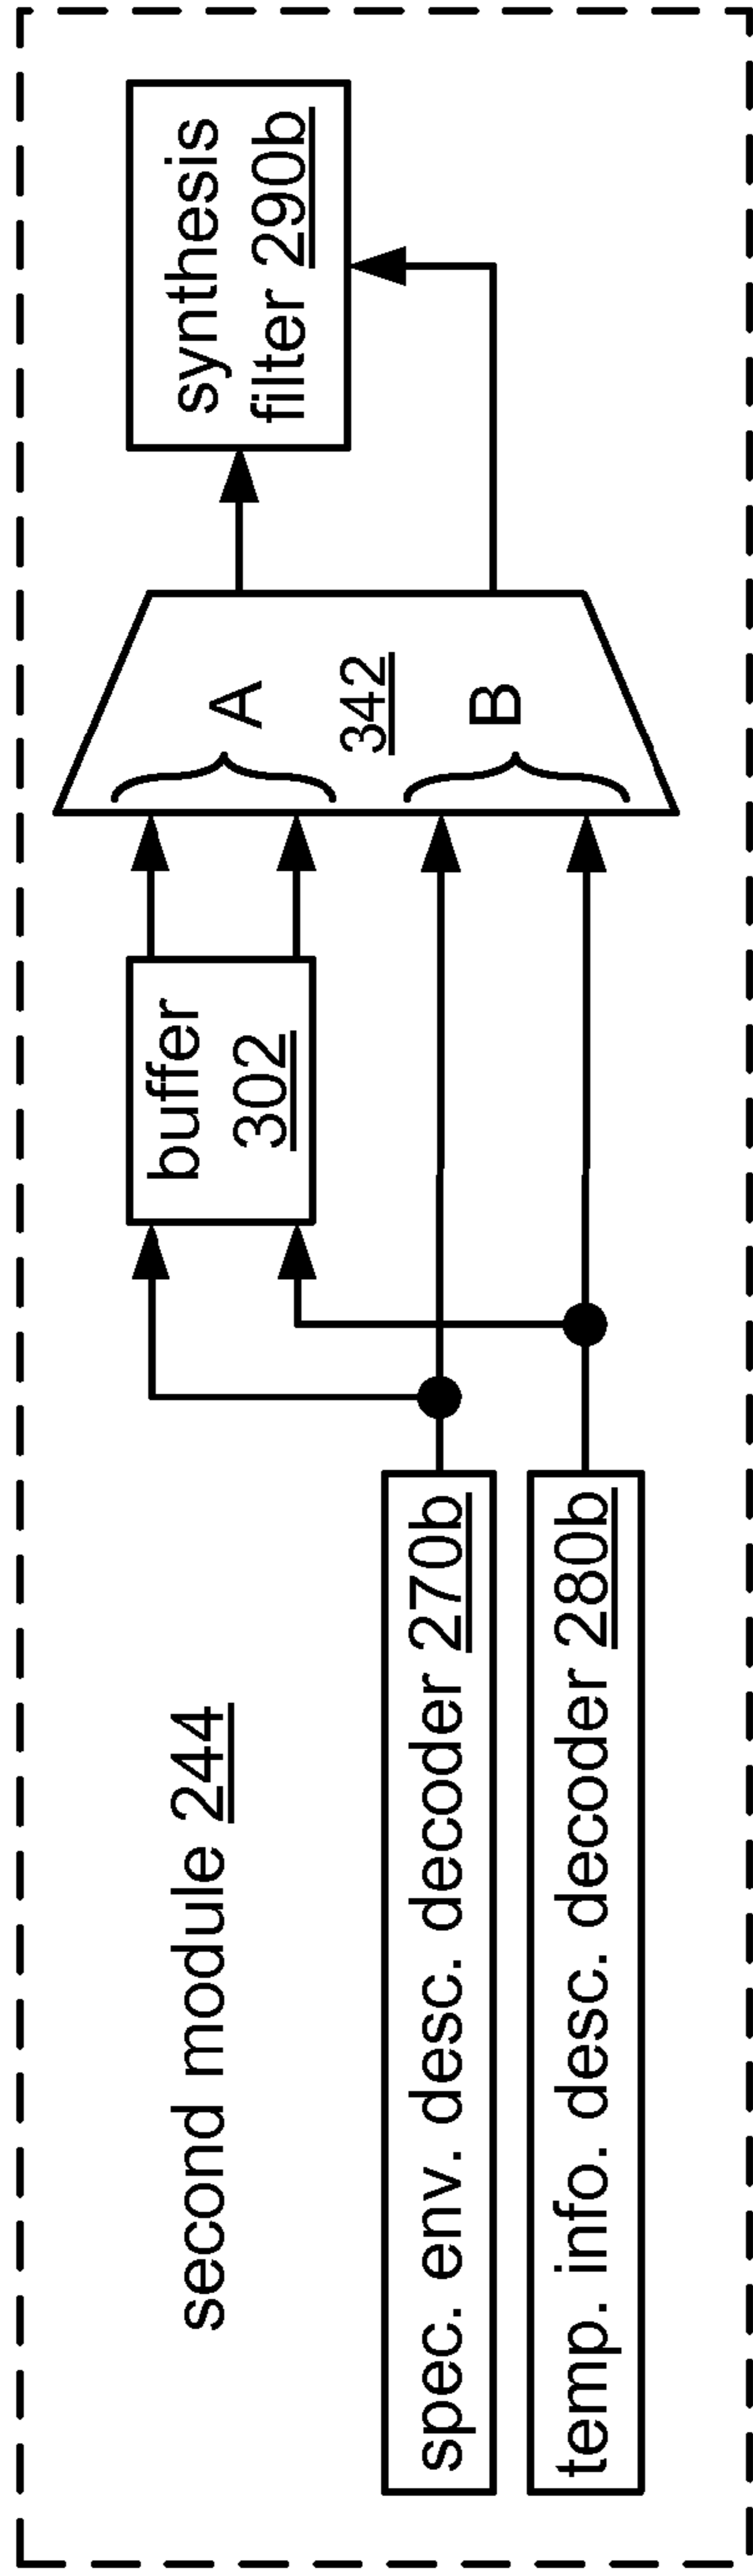 second module 244
spec. env. desc. decoder 270b
temp. info. desc. decoder 280b
buffer
302
A
342
B
synthesis
filter 290b